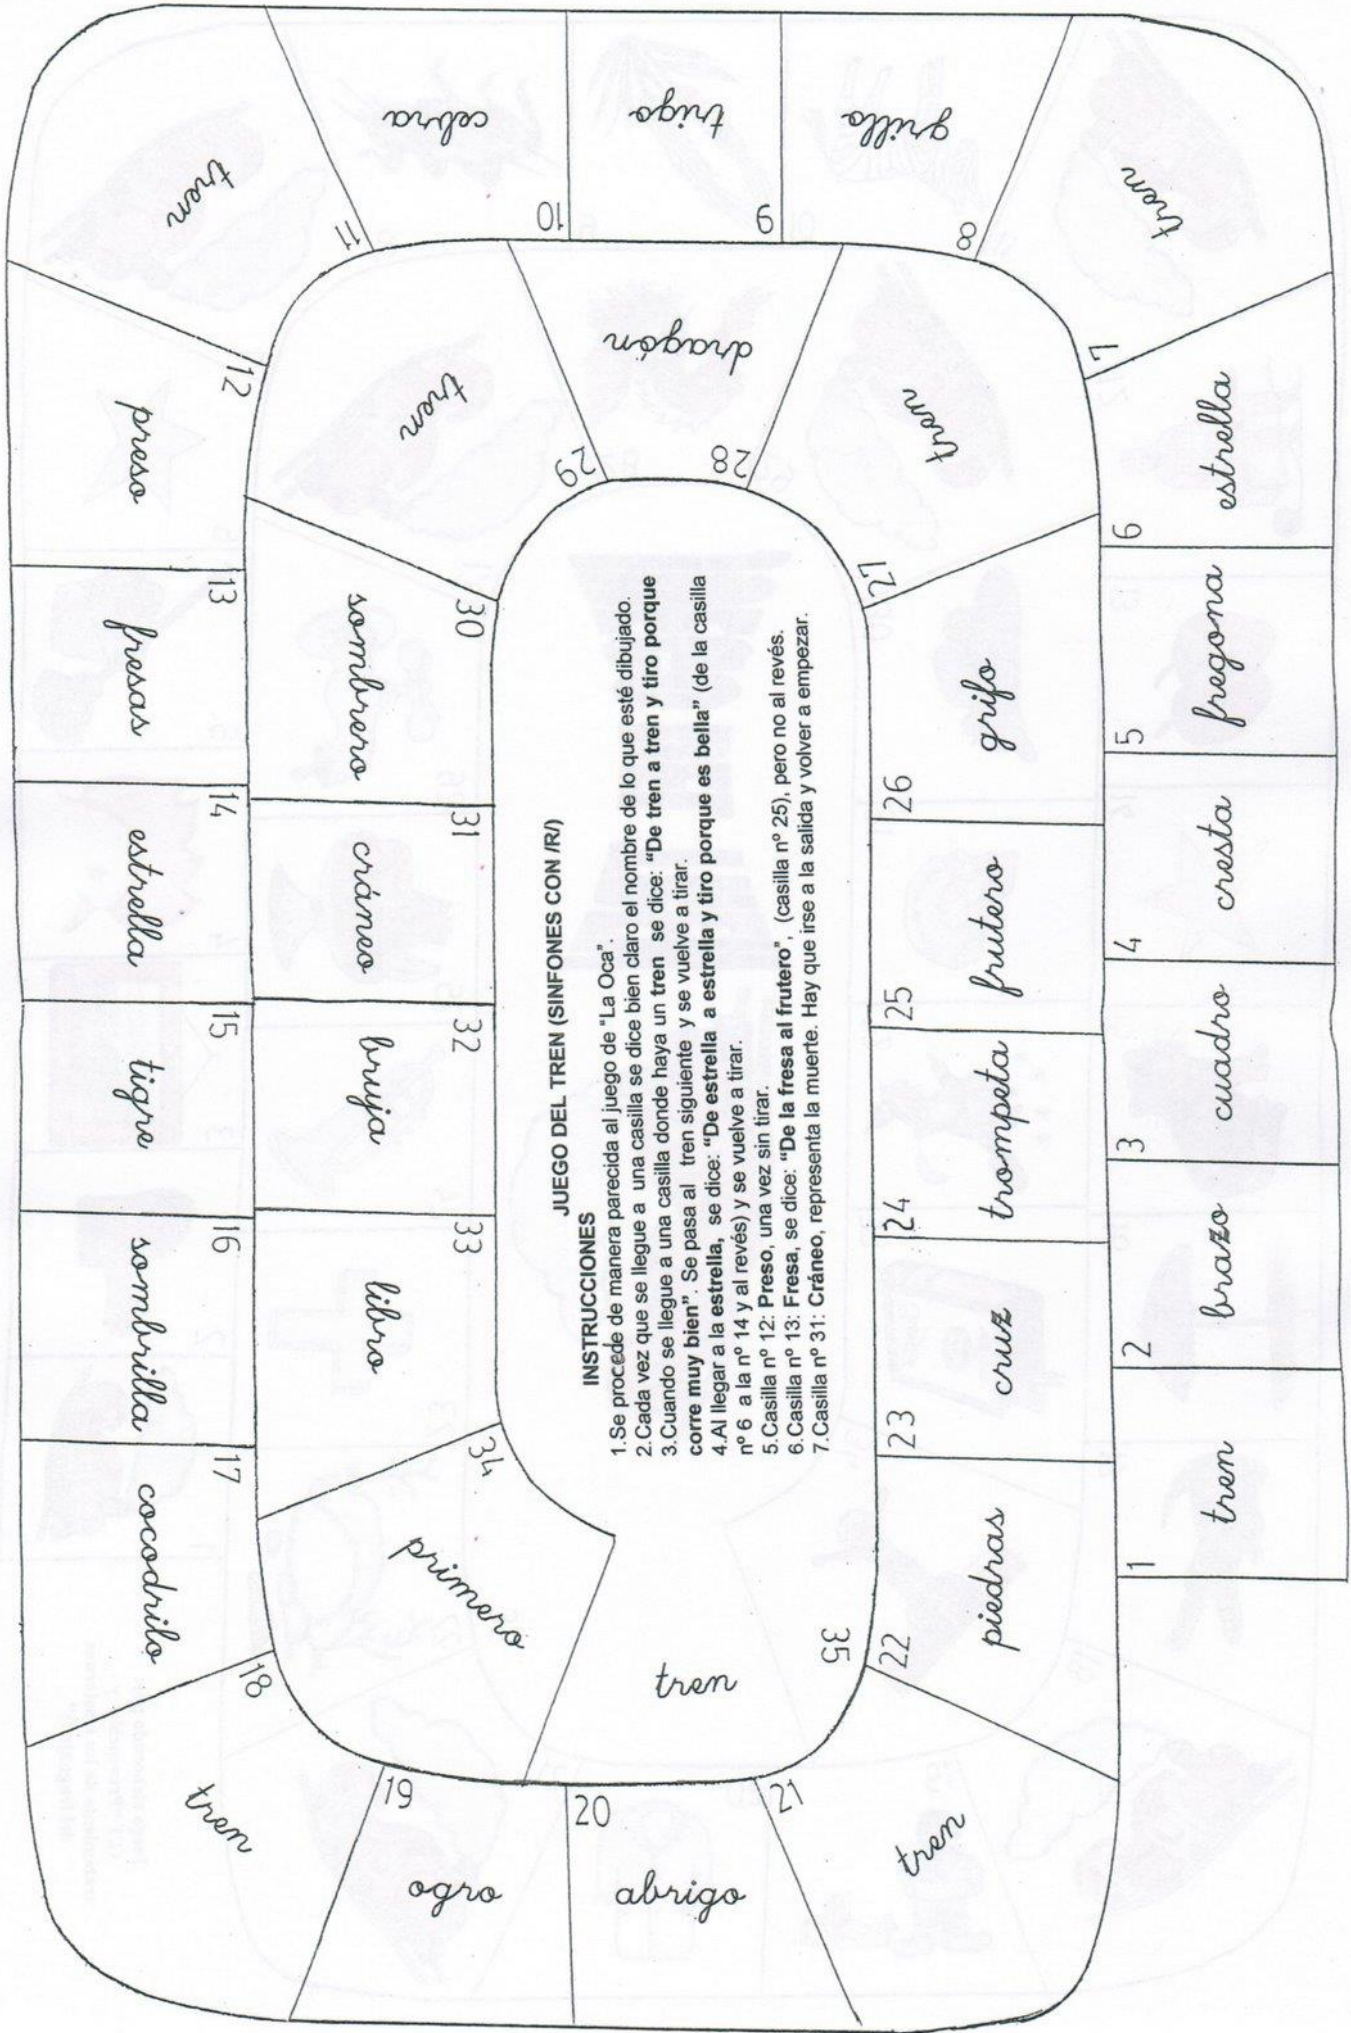 1
tren
2
brazo
3
cuadro
4
cresta
5
fregona
6
estrella
7
tren
8
grillo
9
trigo
10
cebra
11
tren
12
preso
13
fresas
14
estrella
15
tigre
16
sombrilla
17
cocodrilo
18
tren
19
ogro
20
abrigo
21
tren
22
piedras
23
cruz
24
trompeta
25
frutero
26
grifo
27
tren
28
dragón
29
tren
30
sombrero
31
cráneo
32
bruja
33
libro
34
primero
35
tren
JUEGO DEL TREN (SINFONES CON /R/)
INSTRUCCIONES
1.Se procede de manera parecida al juego de "La Oca".
2.Cada vez que se llegue a una casilla se dice bien claro el nombre de lo que esté dibujado.
3.Cuando se llegue a una casilla donde haya un tren se dice: "De tren a tren y tiro porque
corre muy bien". Se pasa al tren siguiente y se vuelve a tirar.
4.Al llegar a la estrella, se dice: "De estrella a estrella y tiro porque es bella" (de la casilla
nº 6 a la nº 14 y al revés) y se vuelve a tirar.
5.Casilla nº 12: Preso, una vez sin tirar.
6.Casilla nº 13: Fresa, se dice: "De la fresa al frutero", (casilla nº 25), pero no al revés.
7.Casilla nº 31: Cráneo, representa la muerte. Hay que irse a la salida y volver a empezar.